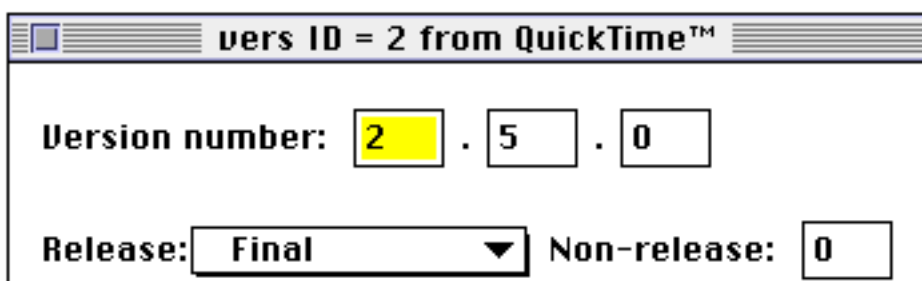 vers ID = 2 from QuickTime™
Version number: 2 . 5 . 0
Release: Final Non-release: 0